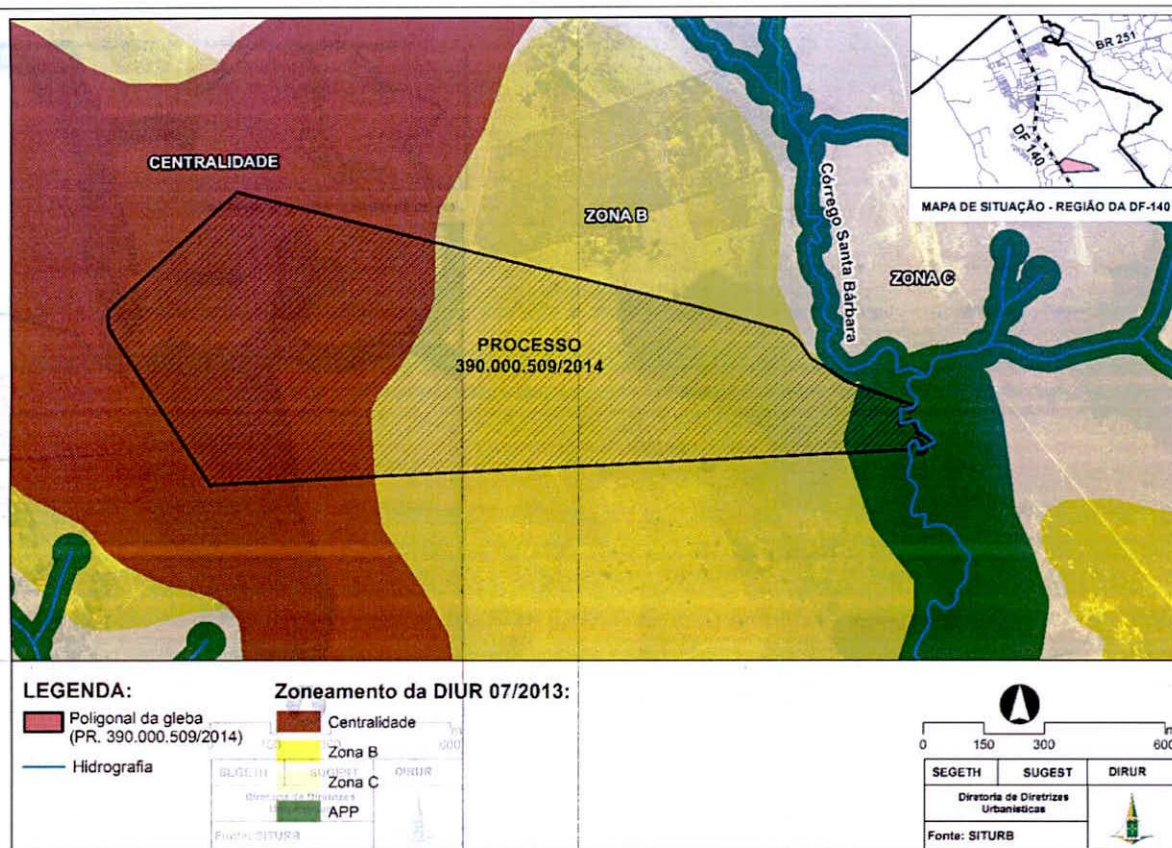 CENTRALIDADE
ZONA B
PROCESSO
390.000.509/2014
Córrego Santa Bárbara
ZONA C
BR 251
DF 140
MAPA DE SITUAÇÃO - REGIÃO DA DF-140
LEGENDA:
Poligonal da gleba
(PR. 390.000.509/2014)
Hidrografia
Zoneamento da DIUR 07/2013:
Centralidade
Zona B
Zona C
APP
0 150 300 600
m
SEGETH SUGEST DIRUR
Diretoria de Diretrizes
Urbanísticas
Fonte: SITURB